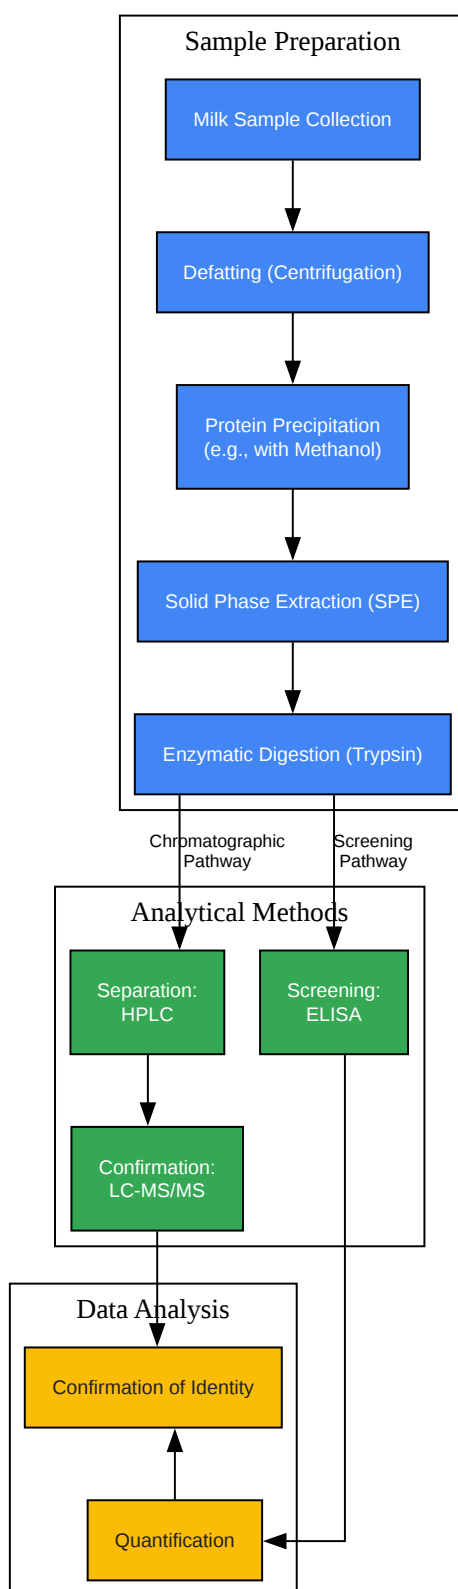 Sample Preparation
Milk Sample Collection
Defatting (Centrifugation)
Protein Precipitation
(e.g., with Methanol)
Solid Phase Extraction (SPE)
Enzymatic Digestion (Trypsin)
Chromatographic
Pathway
Screening
Pathway
Analytical Methods
Separation:
HPLC
Screening:
ELISA
Confirmation:
LC-MS/MS
Data Analysis
Confirmation of Identity
Quantification